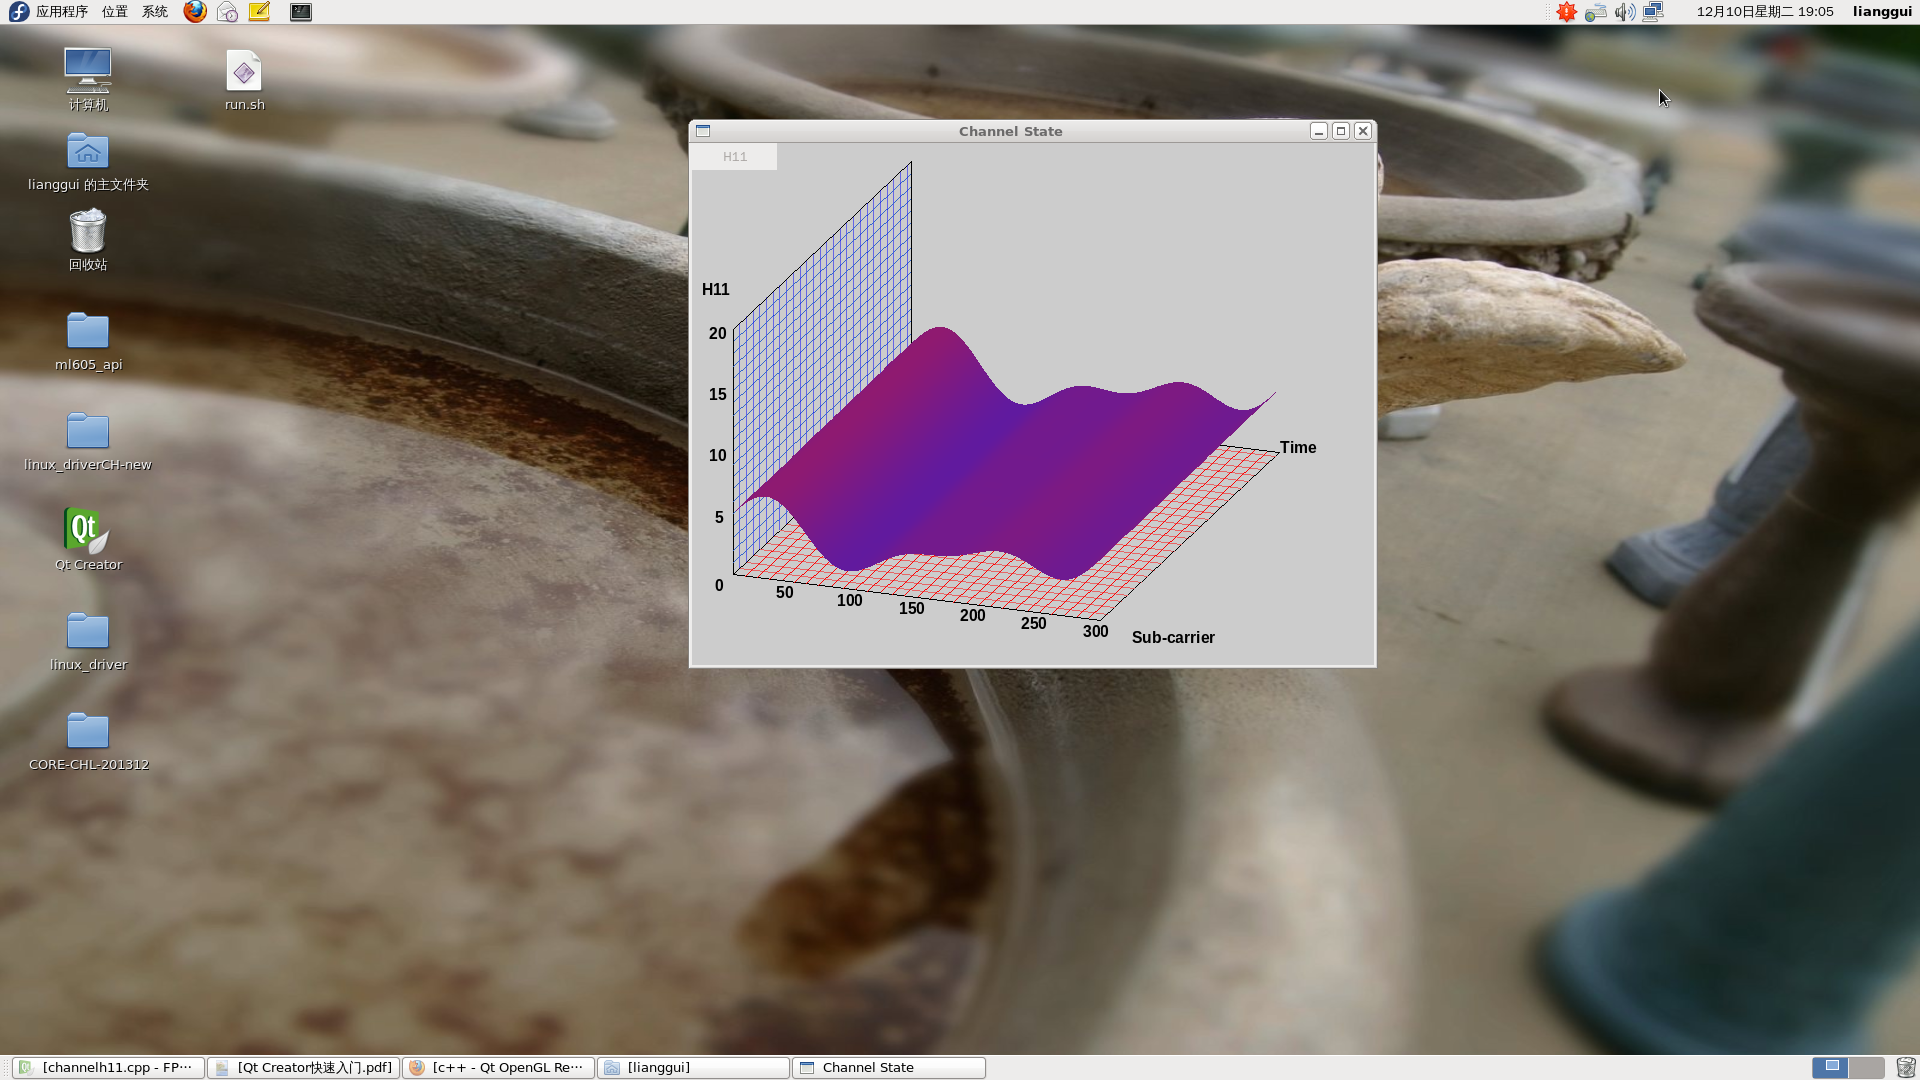 应用程序 位置 系统
12月10日星期二 19:05 lianggui
计算机
run.sh
lianggui 的主文件夹
回收站
ml605_api
linux_driverCH-new
Qt
Qt Creator
linux_driver
CORE-CHL-201312
Channel State
H11
H11
20
15
10
5
0
50
100
150
200
250
300
Time
Sub-carrier
[channelh11.cpp - FP⋯
[Qt Creator快速入门.pdf]
[c++ - Qt OpenGL Re⋯
[lianggui]
Channel State